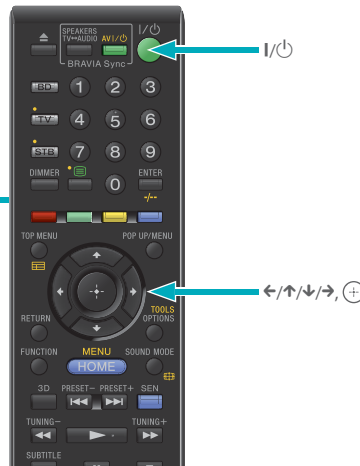 SPEAKERS
TV↔AUDIO AV I/⏻ I/⏻
BRAVIA Sync
I/⏻
BD 1 2 3
TV 4 5 6
STB 7 8 9
DIMMER 0 ENTER
-/--
TOP MENU POP UP/MENU
←/↑/↓/→,
TOOLS
RETURN OPTIONS
FUNCTION MENU SOUND MODE
HOME
3D PRESET– PRESET+ SEN
TUNING– TUNING+
SUBTITLE